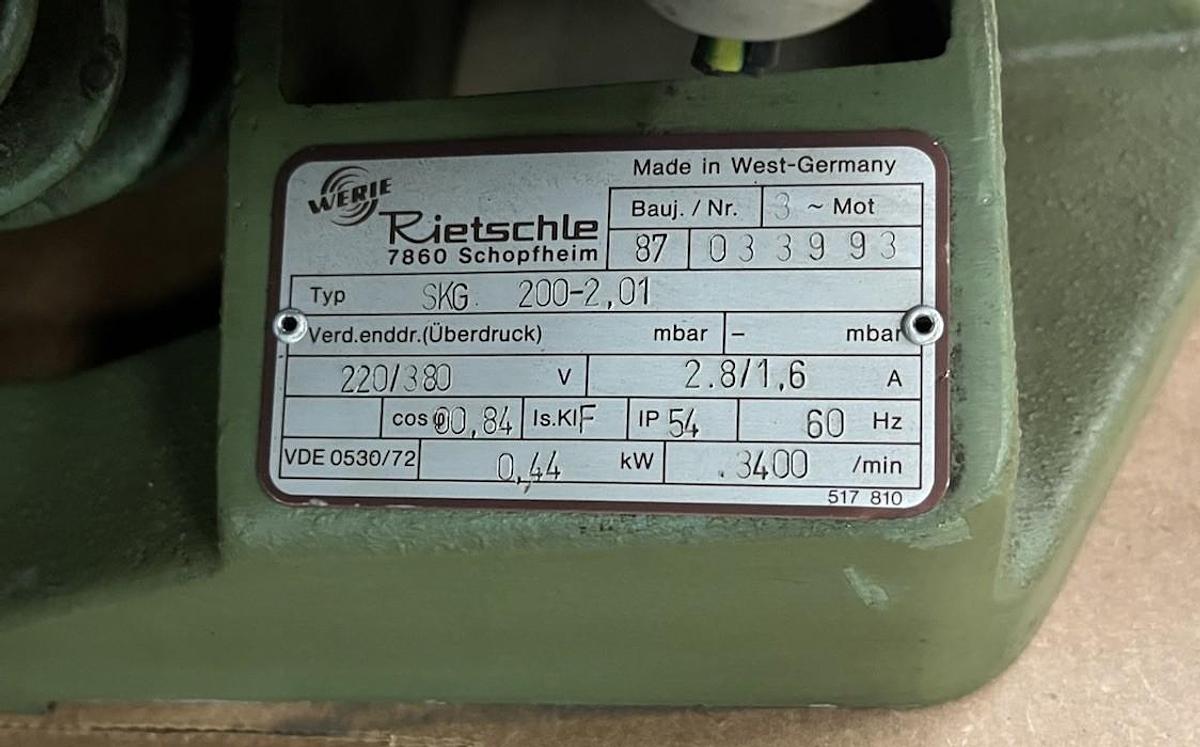 Made in West-Germany
WERIE
Rietschle
7860 Schopfheim
Bauj. / Nr. 3 ~ Mot
87 033993
Typ SKG. 200-2,01
Verd.enddr.(Überdruck) mbar - mbar
220/380 V 2.8/1,6 A
cos φ 0,84 Is.Kl F IP 54 60 Hz
VDE 0530/72 0,44 kW .3400 /min
517 810